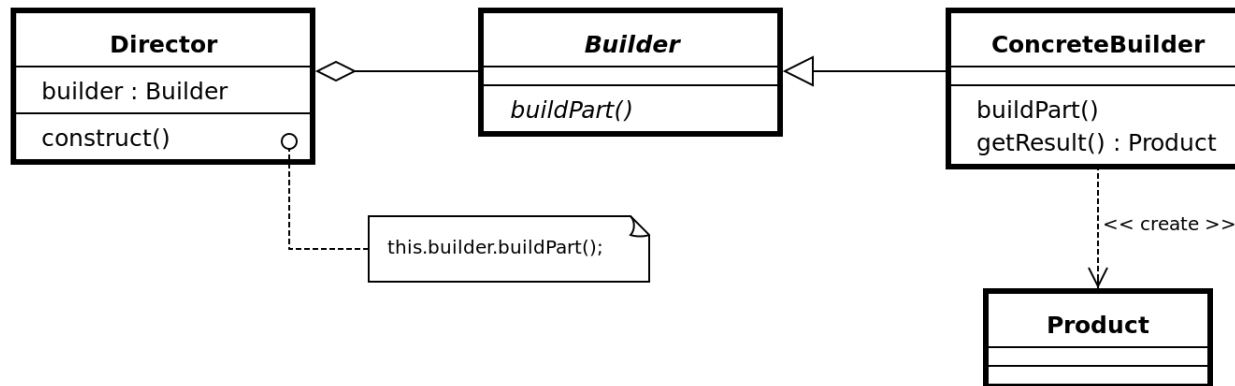 Director
builder : Builder
construct()
Builder
buildPart()
ConcreteBuilder
buildPart()
getResult() : Product
this.builder.buildPart();
<< create >>
Product